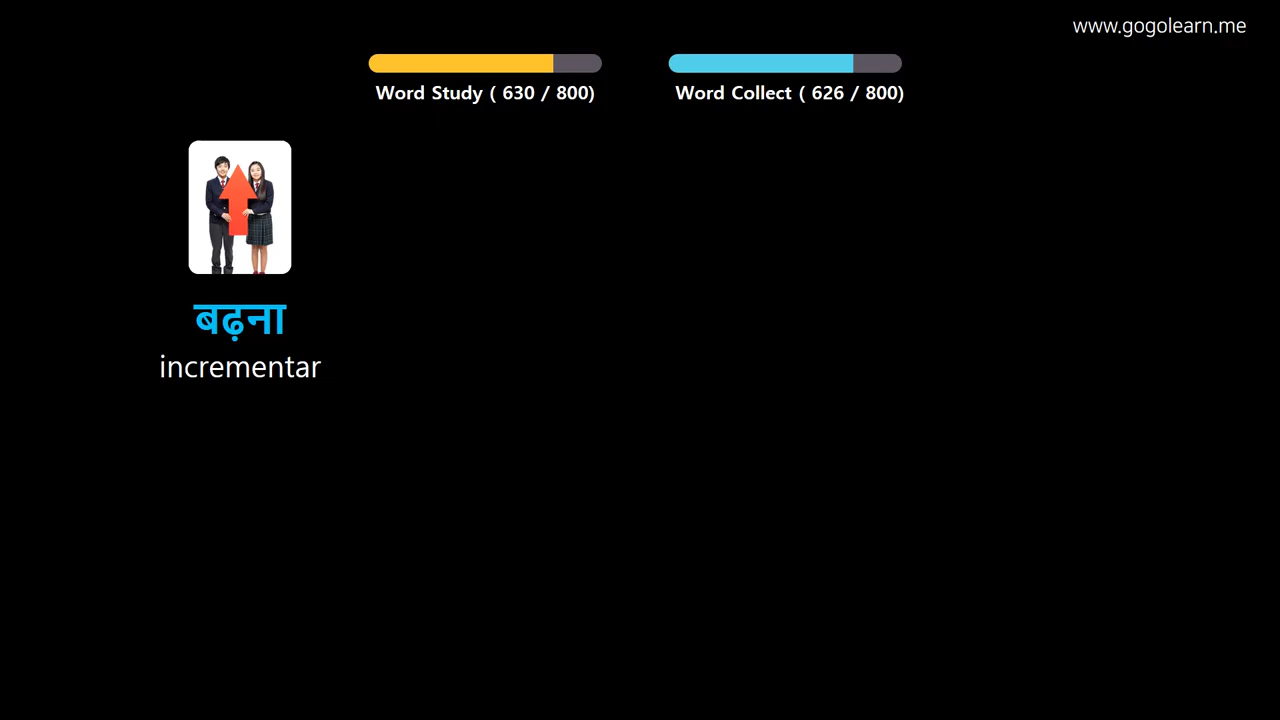 www.gogolearn.me
Word Study ( 630 / 800)
Word Collect ( 626 / 800)
बढ़ना
incrementar